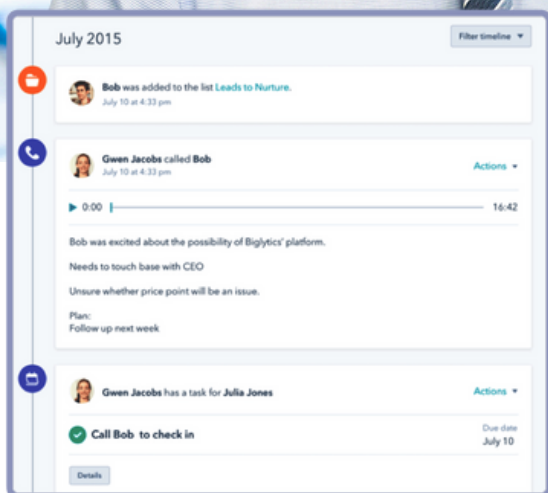 July 2015
Filter timeline
Bob was added to the list Leads to Nurture.
July 10 at 4:33 pm
Gwen Jacobs called Bob
July 10 at 4:33 pm
Actions
0:00
16:42
Bob was excited about the possibility of Biglytics' platform.
Needs to touch base with CEO
Unsure whether price point will be an issue.
Plan:
Follow up next week
Gwen Jacobs has a task for Julia Jones
Actions
Call Bob to check in
Due date
July 10
Details